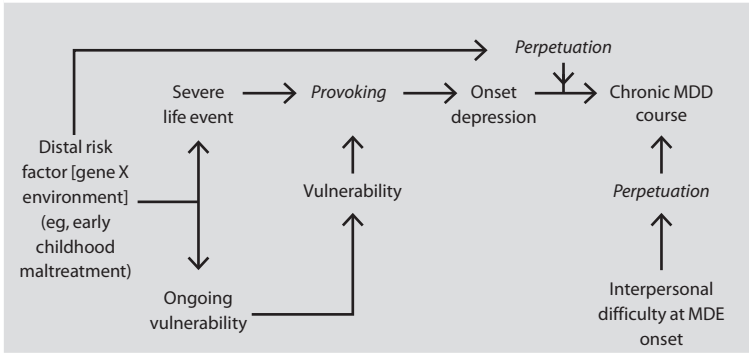 Perpetuation
Severe
life event
Provoking
Onset
depression
Chronic MDD
course
Distal risk
factor [gene X
environment]
(eg, early
childhood
maltreatment)
Vulnerability
Perpetuation
Ongoing
vulnerability
Interpersonal
difficulty at MDE
onset